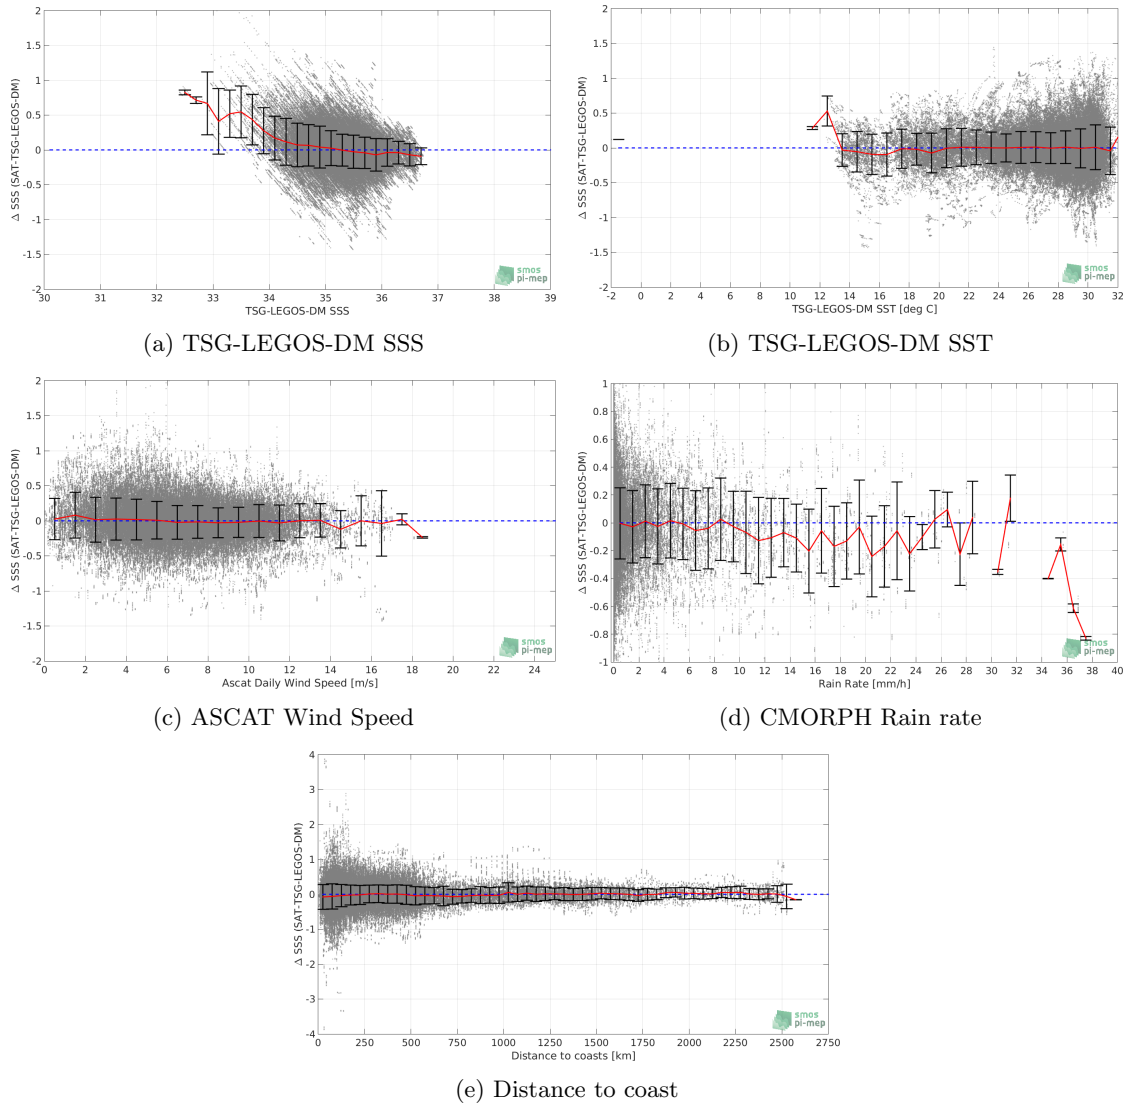 2
1.5
1
0.5
0
-0.5
-1
-1.5
-2
Δ SSS (SAT-TSG-LEGOS-DM)
30 31 32 33 34 35 36 37 38 39
TSG-LEGOS-DM SSS
smos
pi-mep
(a) TSG-LEGOS-DM SSS
2
1.5
1
0.5
0
-0.5
-1
-1.5
-2
Δ SSS (SAT-TSG-LEGOS-DM)
-2 0 2 4 6 8 10 12 14 16 18 20 22 24 26 28 30 32
TSG-LEGOS-DM SST [deg C]
smos
pi-mep
(b) TSG-LEGOS-DM SST
2
1.5
1
0.5
0
-0.5
-1
-1.5
-2
Δ SSS (SAT-TSG-LEGOS-DM)
0 2 4 6 8 10 12 14 16 18 20 22 24
Ascat Daily Wind Speed [m/s]
smos
pi-mep
(c) ASCAT Wind Speed
1
0.8
0.6
0.4
0.2
0
-0.2
-0.4
-0.6
-0.8
-1
Δ SSS (SAT-TSG-LEGOS-DM)
0 2 4 6 8 10 12 14 16 18 20 22 24 26 28 30 32 34 36 38 40
Rain Rate [mm/h]
smos
pi-mep
(d) CMORPH Rain rate
4
3
2
1
0
-1
-2
-3
-4
Δ SSS (SAT-TSG-LEGOS-DM)
0 250 500 750 1000 1250 1500 1750 2000 2250 2500 2750
Distance to coasts [km]
smos
pi-mep
(e) Distance to coast